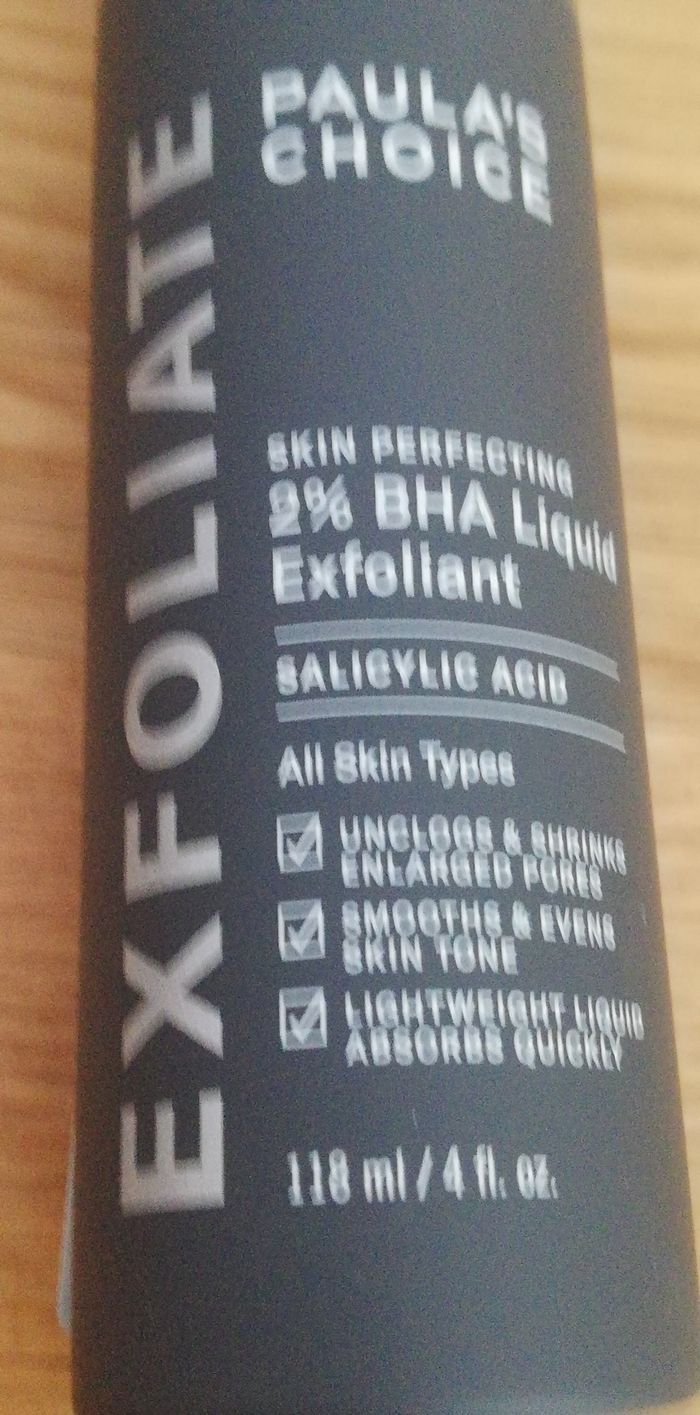 EXFOLIATE
PAULA'S
CHOICE
SKIN PERFECTING
2% BHA Liquid
Exfoliant
SALICYLIC ACID
All Skin Types
UNCLOGS & SHRINKS
ENLARGED PORES
SMOOTHS & EVENS
SKIN TONE
LIGHTWEIGHT LIQUID
ABSORBS QUICKLY
118 ml / 4 fl. oz.